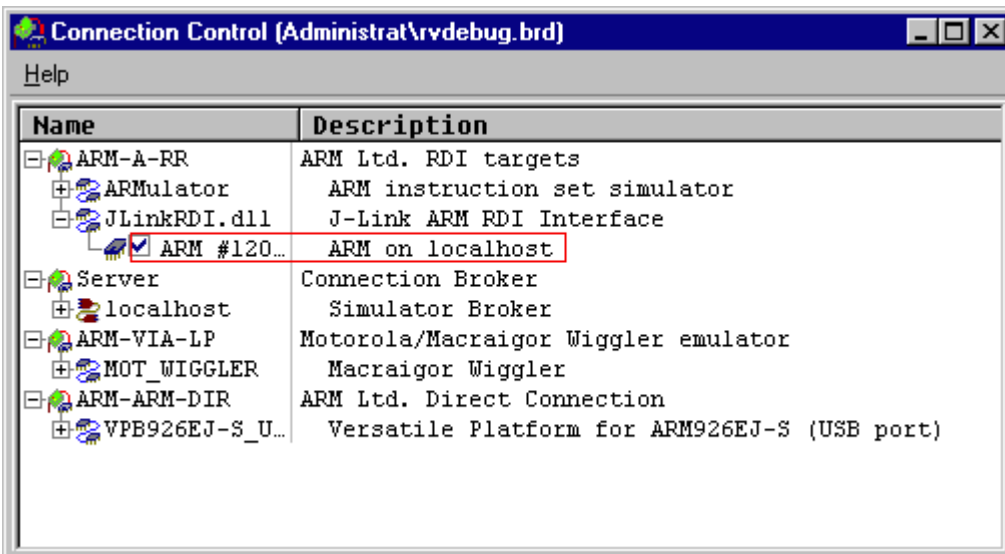 Connection Control (Administrat\rvdebug.brd)
Help
Name Description
ARM-A-RR ARM Ltd. RDI targets
ARMulator ARM instruction set simulator
JLinkRDI.dll J-Link ARM RDI Interface
ARM #120… ARM on localhost
Server Connection Broker
localhost Simulator Broker
ARM-VIA-LP Motorola/Macraigor Wiggler emulator
MOT_WIGGLER Macraigor Wiggler
ARM-ARM-DIR ARM Ltd. Direct Connection
VPB926EJ-S_U… Versatile Platform for ARM926EJ-S (USB port)